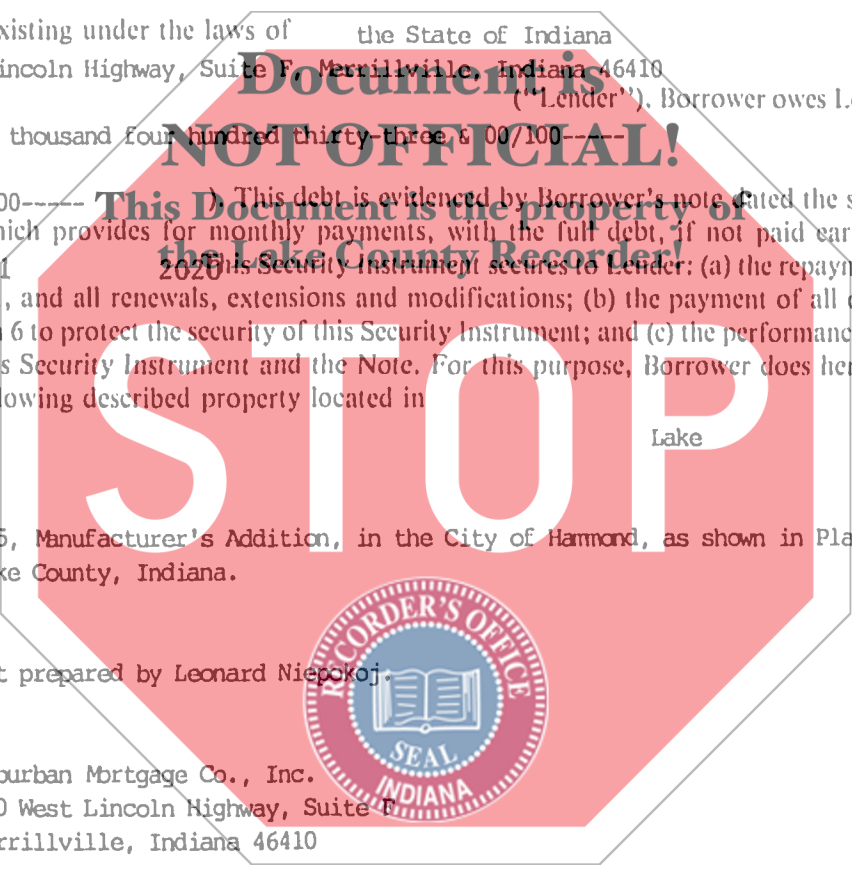 xisting under the laws of the State of Indiana
incoln Highway, Suite F, Merrillville, Indiana 46410
Document is
("Lender"). Borrower owes L
thousand four hundred thirty-three & 00/100-----
NOT OFFICIAL!
00----- ). This debt is evidenced by Borrower's note dated the s
This Document is the property of
hich provides for monthly payments, with the full debt, if not paid ear
the Lake County Recorder!
1 2020 This Security Instrument secures to Lender: (a) the repaym
, and all renewals, extensions and modifications; (b) the payment of all
6 to protect the security of this Security Instrument; and (c) the performanc
s Security Instrument and the Note. For this purpose, Borrower does her
lowing described property located in
STOP
Lake
5, Manufacturer's Addition, in the City of Hammond, as shown in Pla
ke County, Indiana.
t prepared by Leonard Niepokoj.
RECORDER'S OFFICE
SEAL
INDIANA
burban Mortgage Co., Inc.
0 West Lincoln Highway, Suite F
rrillville, Indiana 46410